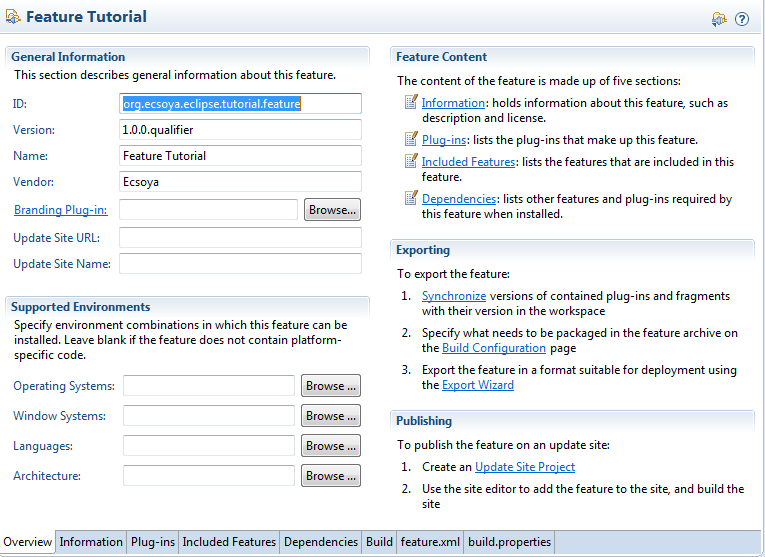 Feature Tutorial
General Information
This section describes general information about this feature.
ID: org.ecsoya.eclipse.tutorial.feature
Version: 1.0.0.qualifier
Name: Feature Tutorial
Vendor: Ecsoya
Branding Plug-in: Browse...
Update Site URL:
Update Site Name:
Supported Environments
Specify environment combinations in which this feature can be
installed. Leave blank if the feature does not contain platform-
specific code.
Operating Systems: Browse ...
Window Systems: Browse ...
Languages: Browse ...
Architecture: Browse ...
Feature Content
The content of the feature is made up of five sections:
Information: holds information about this feature, such as
description and license.
Plug-ins: lists the plug-ins that make up this feature.
Included Features: lists the features that are included in this
feature.
Dependencies: lists other features and plug-ins required by
this feature when installed.
Exporting
To export the feature:
1. Synchronize versions of contained plug-ins and fragments
with their version in the workspace
2. Specify what needs to be packaged in the feature archive on
the Build Configuration page
3. Export the feature in a format suitable for deployment using
the Export Wizard
Publishing
To publish the feature on an update site:
1. Create an Update Site Project
2. Use the site editor to add the feature to the site, and build the
site
Overview Information Plug-ins Included Features Dependencies Build feature.xml build.properties